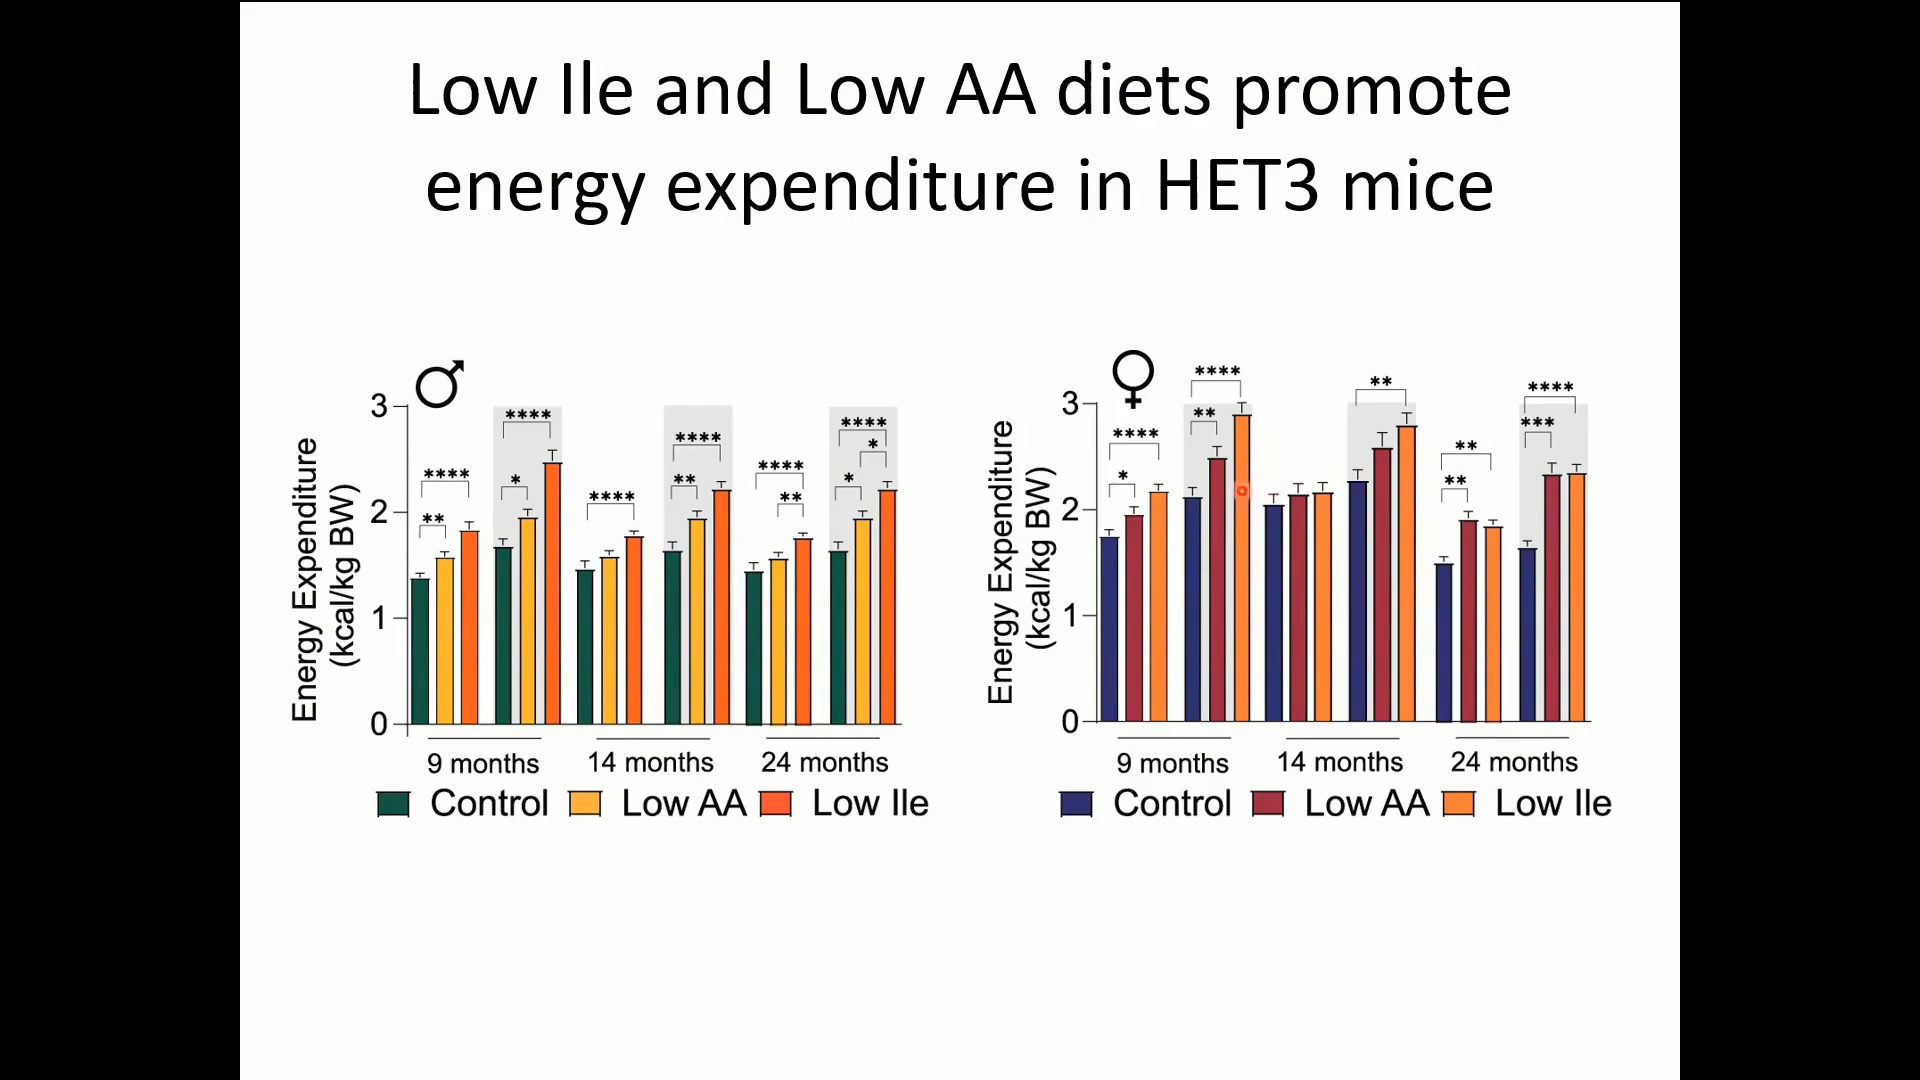 Low Ile and Low AA diets promote
energy expenditure in HET3 mice
Energy Expenditure
(kcal/kg BW)
3
2
1
0
****
**
****
*
****
****
**
****
**
****
*
*
9 months
14 months
24 months
Control
Low AA
Low Ile
Energy Expenditure
(kcal/kg BW)
3
2
1
0
****
*
****
**
**
**
**
****
***
9 months
14 months
24 months
Control
Low AA
Low Ile